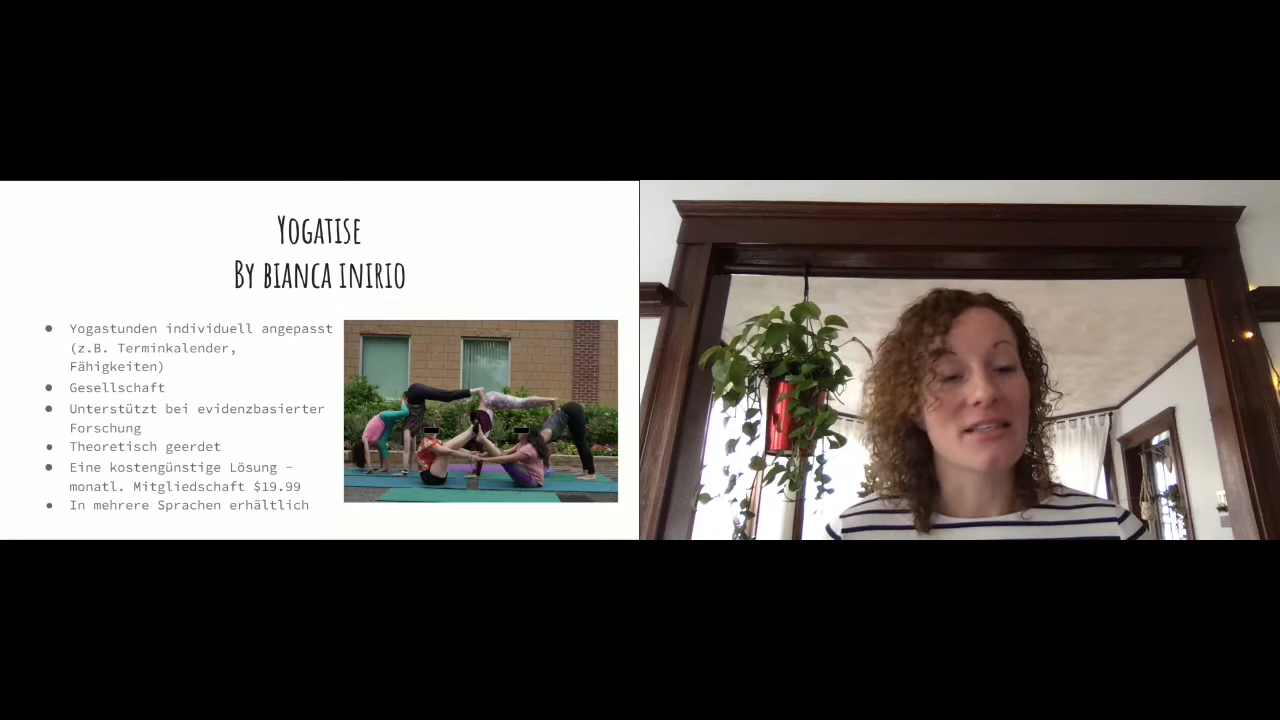 YOGATISE
BY BIANCA INIRIO
● Yogastunden individuell angepasst
(z.B. Terminkalender,
Fähigkeiten)
● Gesellschaft
● Unterstützt bei evidenzbasierter
Forschung
● Theoretisch geerdet
● Eine kostengünstige Lösung –
monatl. Mitgliedschaft $19.99
● In mehrere Sprachen erhältlich